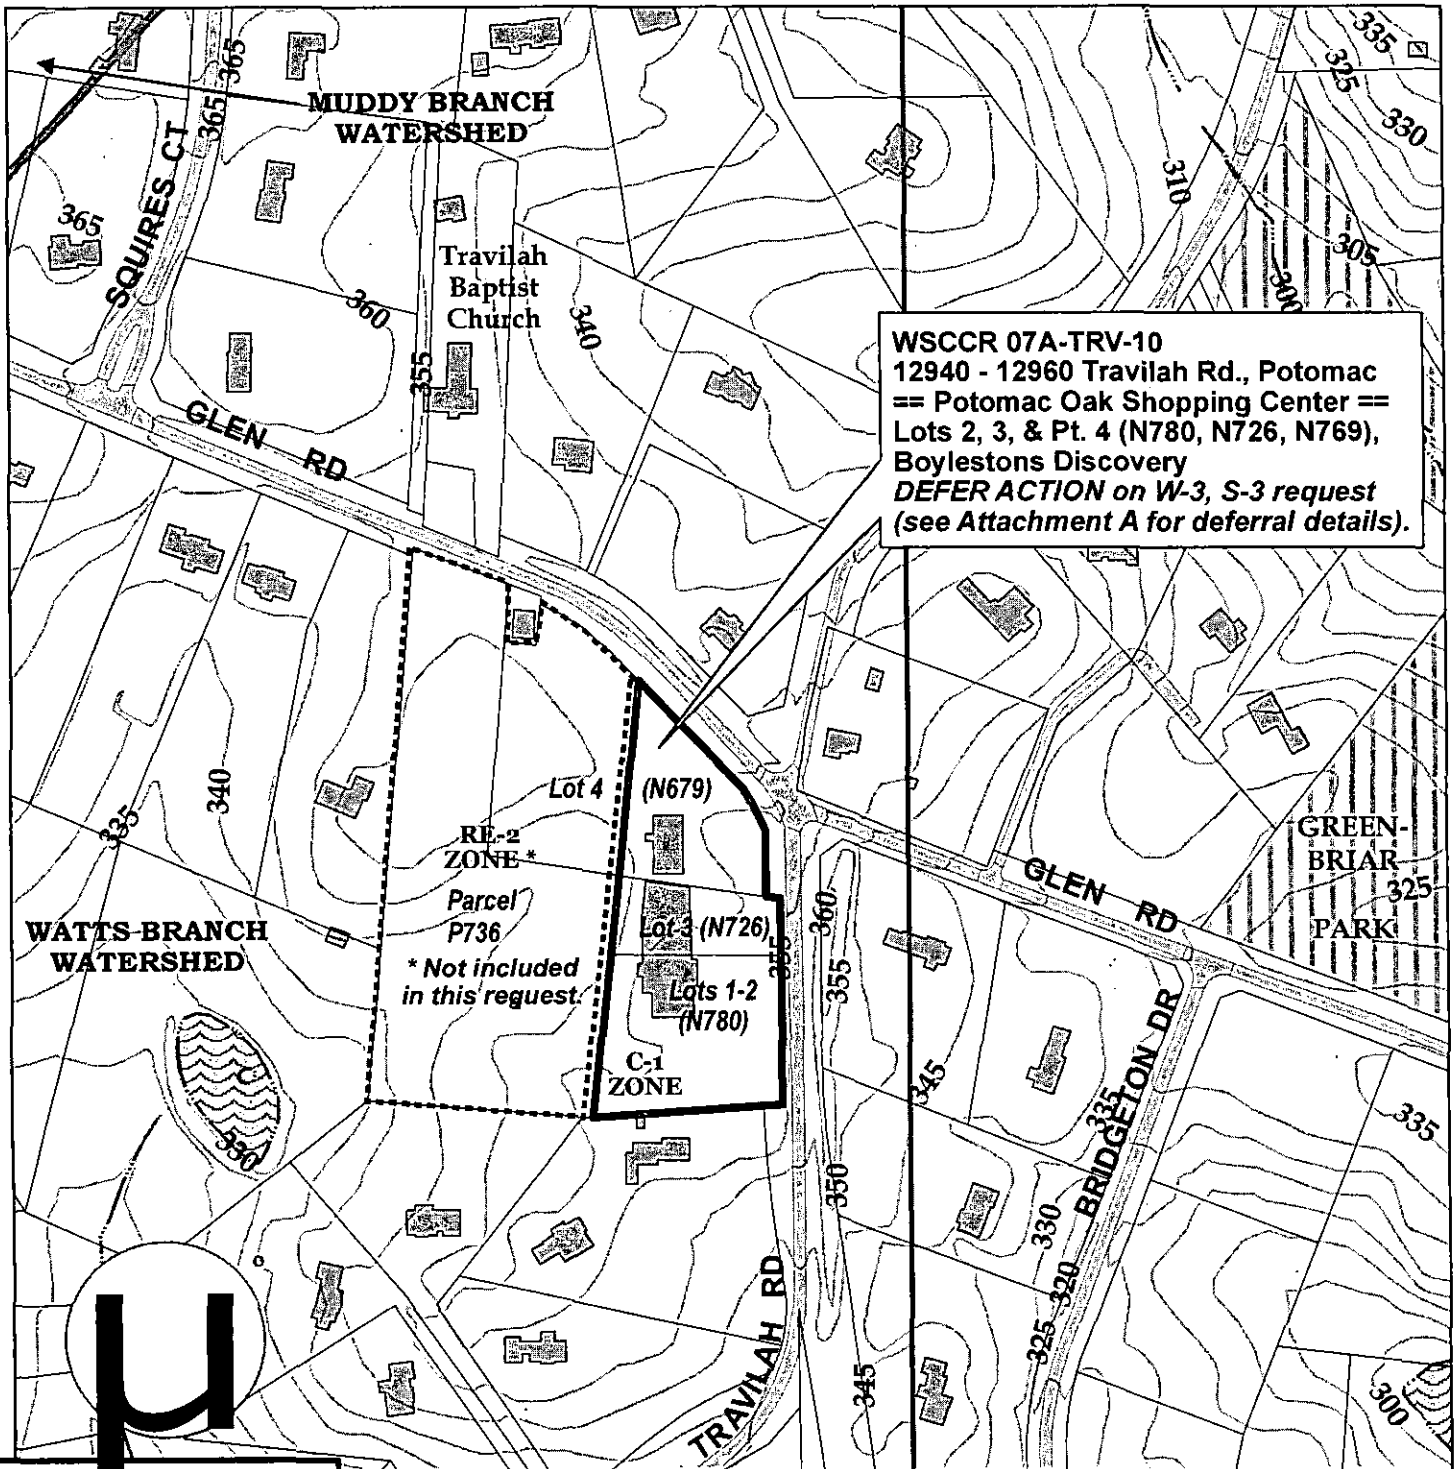 365
365
335
325
330
MUDDY BRANCH
WATERSHED
SQUIRES CT
310
365
305
300
Travilah
Baptist
Church
360
340
355
WSCCR 07A-TRV-10
12940 - 12960 Travilah Rd., Potomac
== Potomac Oak Shopping Center ==
Lots 2, 3, & Pt. 4 (N780, N726, N769),
Boylestons Discovery
DEFER ACTION on W-3, S-3 request
(see Attachment A for deferral details).
GLEN RD
Lot 4
(N679)
340
335
RE-2
ZONE *
Parcel
P736
* Not included
in this request.
Lot 3 (N726)
Lots 1-2
(N780)
C-1
ZONE
355
360
355
GLEN RD
GREEN-
BRIAR
325
PARK
WATTS BRANCH
WATERSHED
330
345
335
BRIDGETON DR
335
350
330
320
325
TRAVILAH RD
345
300
μ